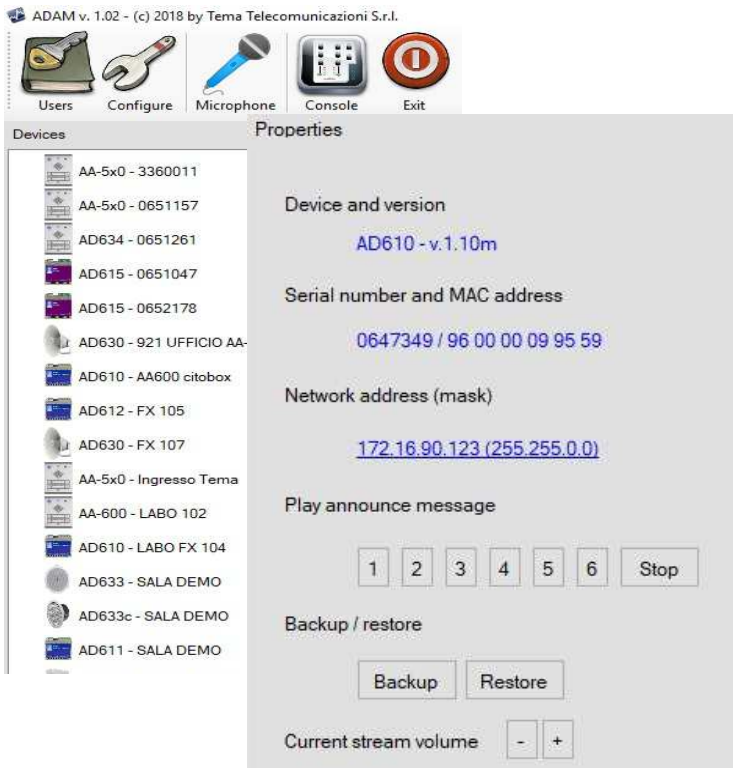 ADAM v. 1.02 - (c) 2018 by Tema Telecomunicazioni S.r.l.
Users Configure Microphone Console Exit
Devices
AA-5x0 - 3360011
AA-5x0 - 0651157
AD634 - 0651261
AD615 - 0651047
AD615 - 0652178
AD630 - 921 UFFICIO AA-
AD610 - AA600 citobox
AD612 - FX 105
AD630 - FX 107
AA-5x0 - Ingresso Tema
AA-600 - LABO 102
AD610 - LABO FX 104
AD633 - SALA DEMO
AD633c - SALA DEMO
AD611 - SALA DEMO
Properties
Device and version
AD610 - v.1.10m
Serial number and MAC address
0647349 / 96 00 00 09 95 59
Network address (mask)
172.16.90.123 (255.255.0.0)
Play announce message
1 2 3 4 5 6 Stop
Backup / restore
Backup Restore
Current stream volume - +